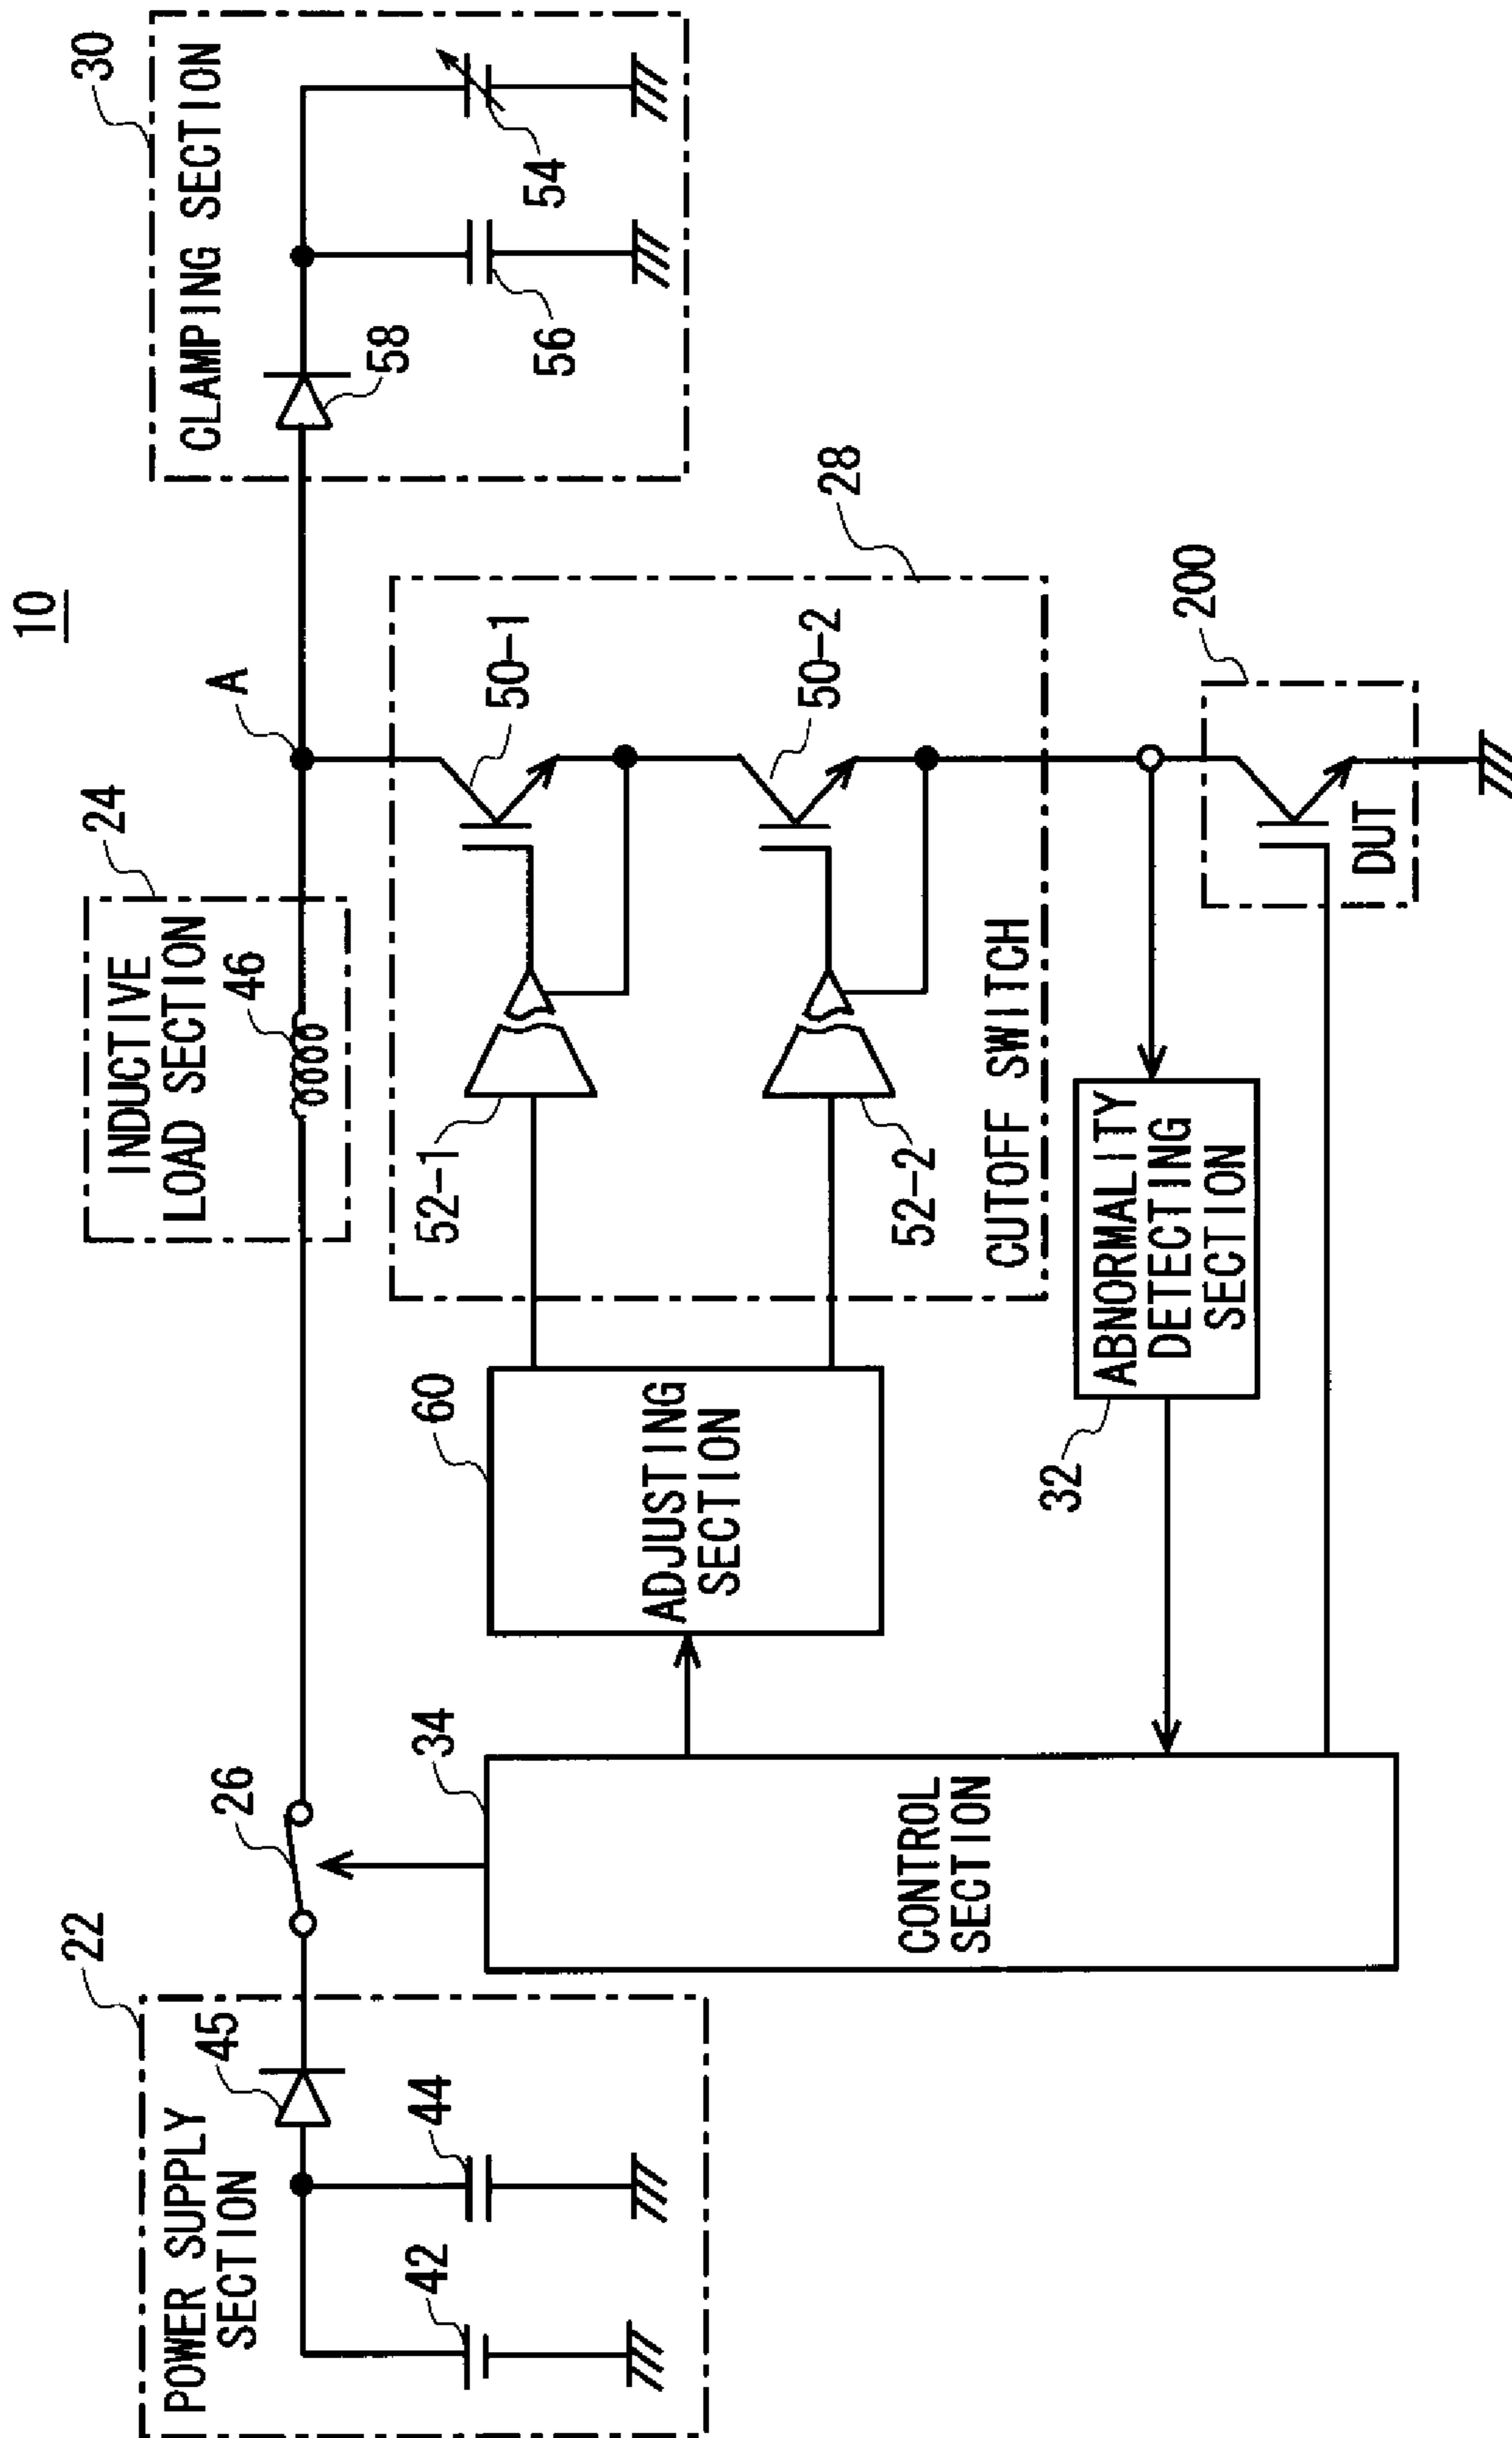 10
22
POWER SUPPLY
SECTION
45
42
44
26
INDUCTIVE
LOAD SECTION
24
46
A
30
CLAMPING SECTION
58
56
54
34
CONTROL
SECTION
60
ADJUSTING
SECTION
52-1
52-2
50-1
50-2
28
CUTOFF SWITCH
32
ABNORMALITY
DETECTING
SECTION
200
DUT